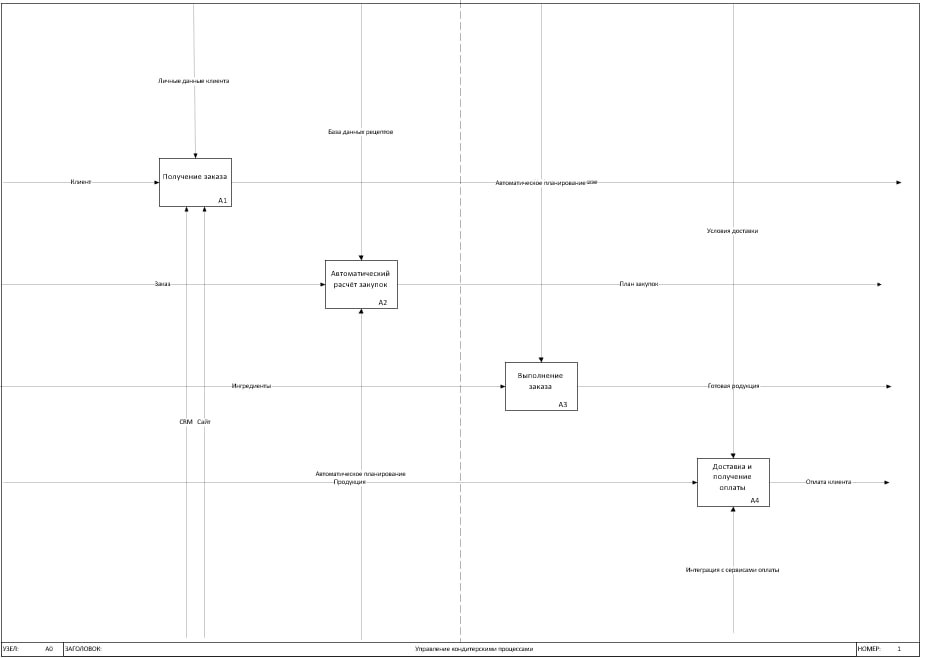 Личные данные клиента
База данных рецептов
Клиент
Получение заказа
A1
Автоматическое планирование
Условия доставки
Заказ
Автоматический
расчёт закупок
A2
План закупок
Ингредиенты
Выполнение
заказа
A3
Готовая родукция
CRM Сайт
Автоматическое планирование
Продукция
Доставка и
получение
оплаты
A4
Оплата клиента
Интеграция с сервисами оплаты
УЗЕЛ: A0 ЗАГОЛОВОК: Управление кондитерскими процессами НОМЕР: 1